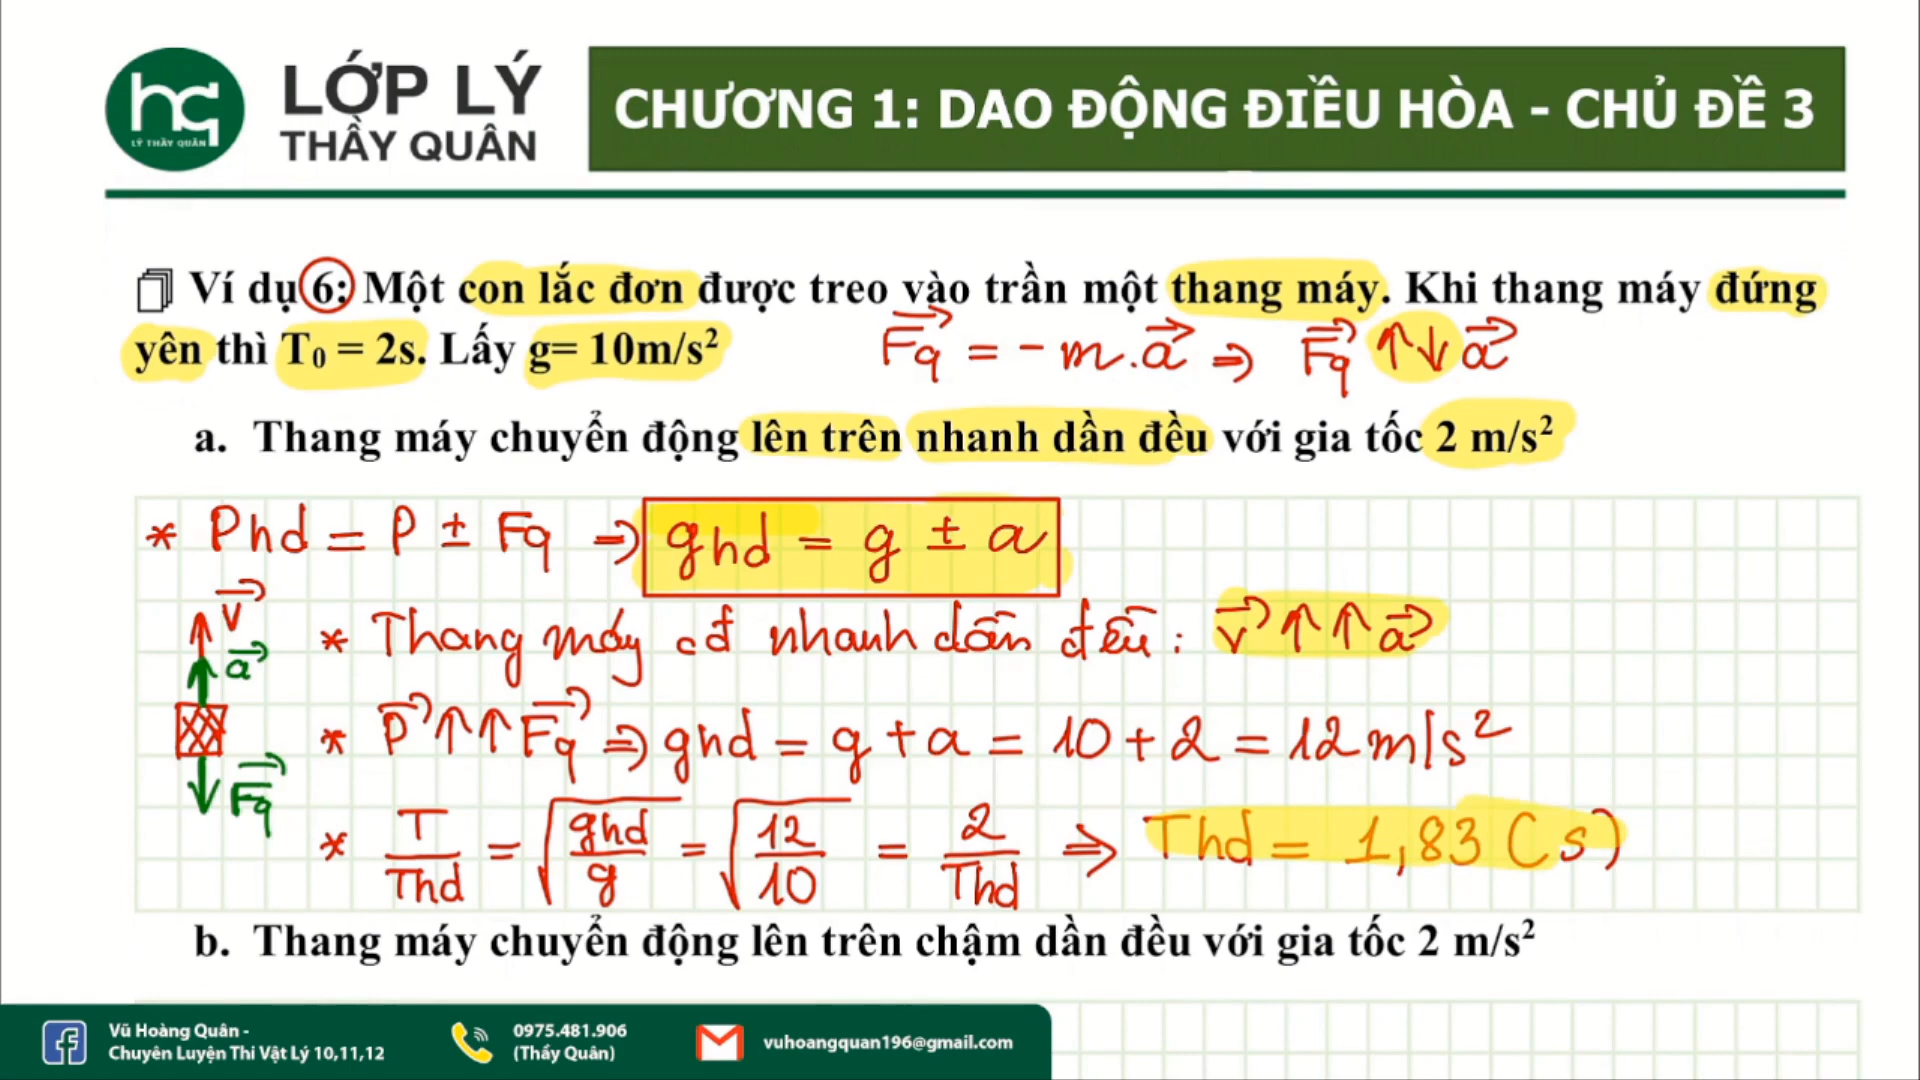 hq
LÝ THẦY QUÂN
LỚP LÝ
THẦY QUÂN
CHƯƠNG 1: DAO ĐỘNG ĐIỀU HÒA - CHỦ ĐỀ 3
Ví dụ 6: Một con lắc đơn được treo vào trần một thang máy. Khi thang máy đứng
yên thì T₀ = 2s. Lấy g= 10m/s²
F⃗q = - m.a⃗ ⇒ F⃗q ↑↓ a⃗
a. Thang máy chuyển động lên trên nhanh dần đều với gia tốc 2 m/s²
* Phd = P ± Fq ⇒ ghd = g ± a
v⃗
a⃗
* Thang máy cđ nhanh dần đều : v⃗ ↑↑ a⃗
* P⃗ ↑↑ F⃗q ⇒ ghd = g + a = 10 + 2 = 12 m/s²
F⃗q
* T/Thd = √(ghd/g) = √(12/10) = 2/Thd ⇒ Thd = 1,83 (s)
b. Thang máy chuyển động lên trên chậm dần đều với gia tốc 2 m/s²
Vũ Hoàng Quân -
Chuyên Luyện Thi Vật Lý 10,11,12
0975.481.906
(Thầy Quân)
vuhoangquan196@gmail.com